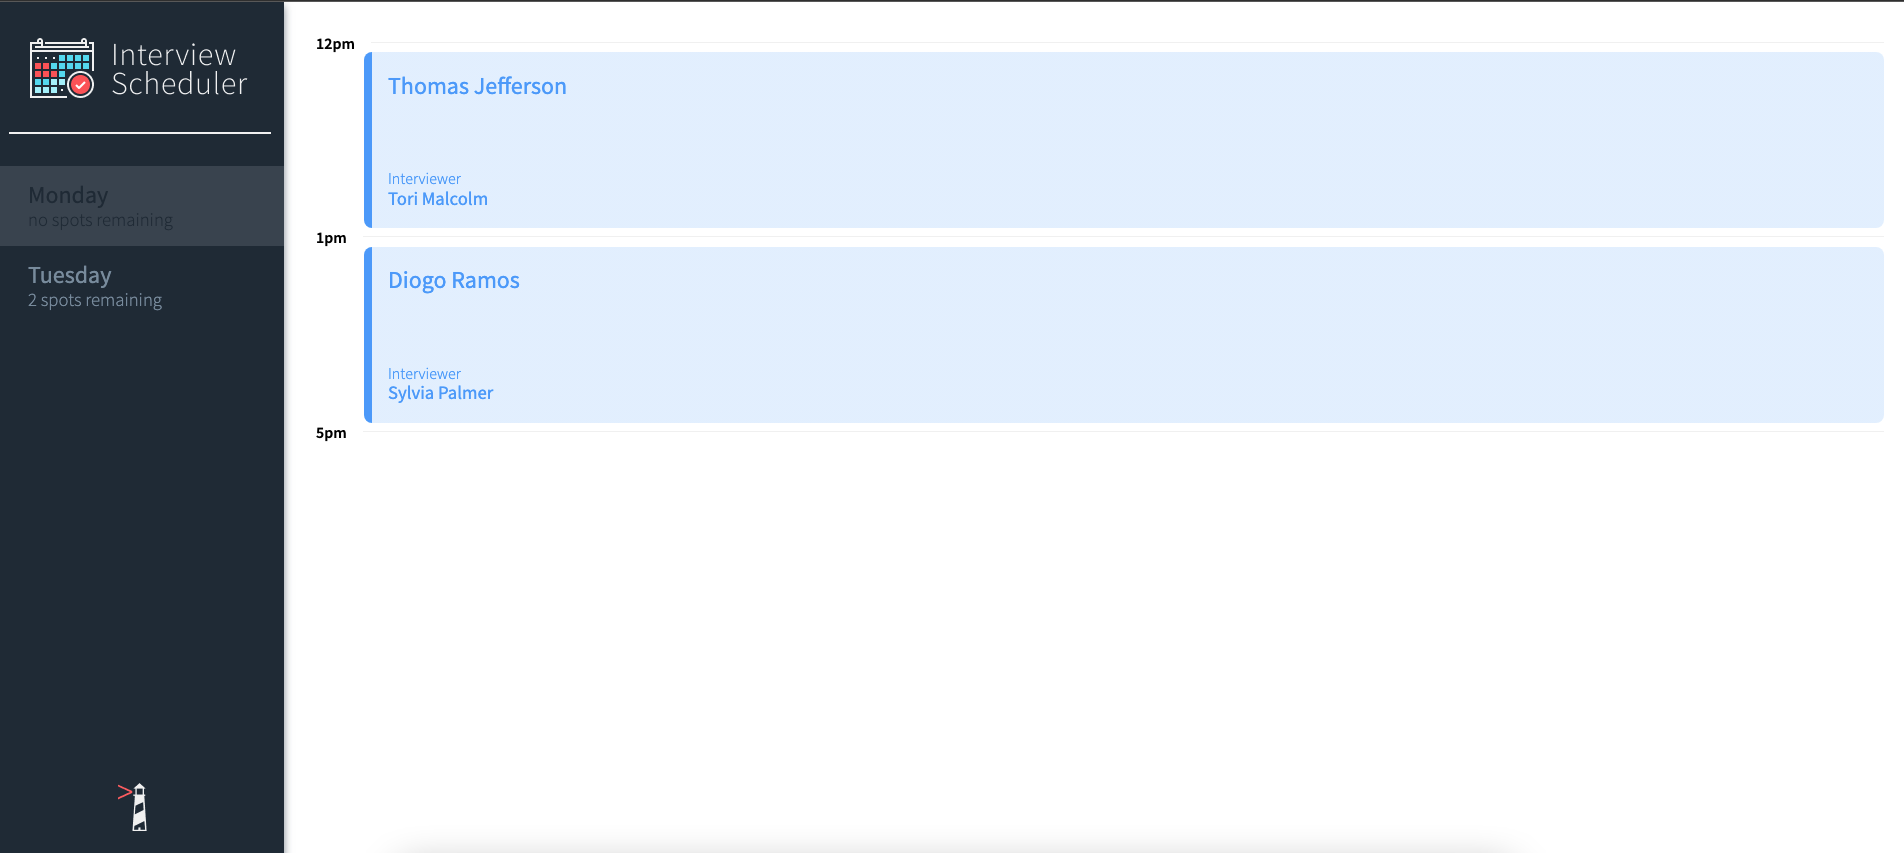 Interview
Scheduler
Monday
no spots remaining
Tuesday
2 spots remaining
12pm
Thomas Jefferson
Interviewer
Tori Malcolm
1pm
Diogo Ramos
Interviewer
Sylvia Palmer
5pm